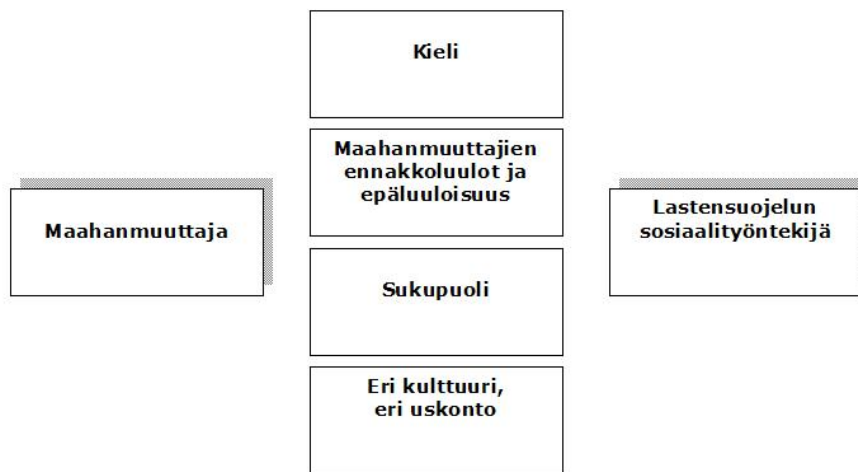 Kieli
Maahanmuuttajien
ennakkoluulot ja
epäluuloisuus
Maahanmuuttaja
Lastensuojelun
sosiaalityöntekijä
Sukupuoli
Eri kulttuuri,
eri uskonto